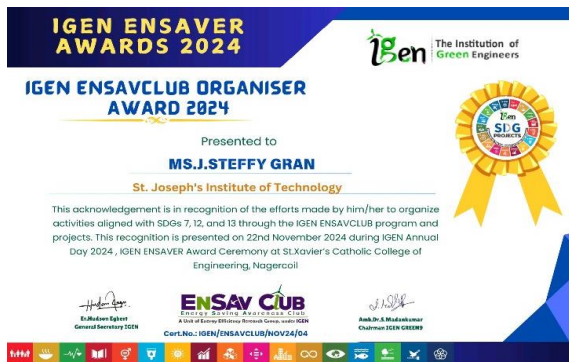 IGEN ENSAVER
AWARDS 2024
igen
The Institution of
Green Engineers
IGEN ENSAVCLUB ORGANISER
AWARD 2024
igen
SDG
PROJECTS
Presented to
MS.J.STEFFY GRAN
St. Joseph's Institute of Technology
This acknowledgement is in recognition of the efforts made by him/her to organize
activities aligned with SDGs 7, 12, and 13 through the IGEN ENSAVCLUB program and
projects. This recognition is presented on 22nd November 2024 during IGEN Annual
Day 2024 , IGEN ENSAVER Award Ceremony at St.Xavier's Catholic College of
Engineering, Nagercoil
Er.Hudson Egbert
General Secretary IGEN
ENSAV CLUB
Energy Saving Awareness Club
A Unit of Energy Efficiency Research Group, under IGEN
Cert.No.: IGEN/ENSAVCLUB/NOV24/04
Amb.Dr.S.Madankumar
Chairman IGEN GREEN9